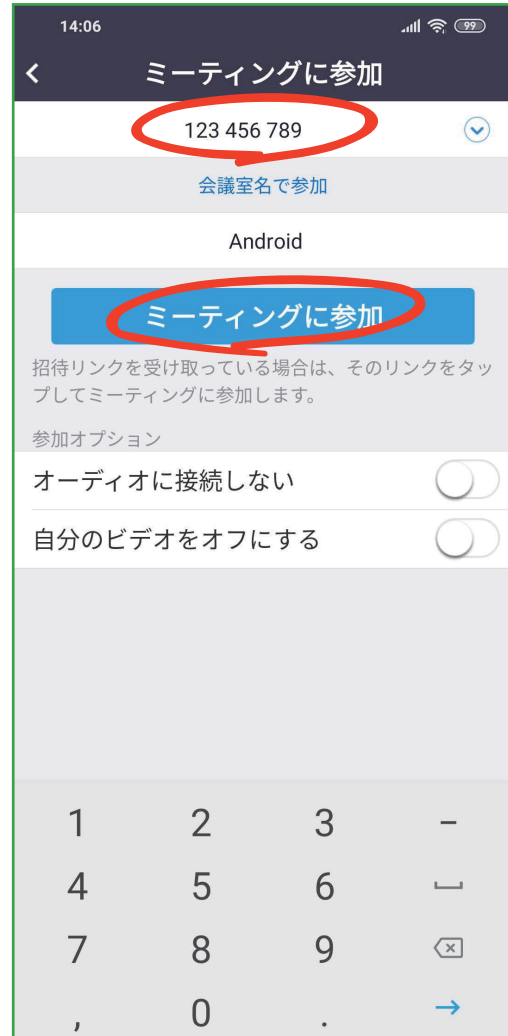 14:06
99
ミーティングに参加
123 456 789
会議室名で参加
Android
ミーティングに参加
招待リンクを受け取っている場合は、そのリンクをタッ
プしてミーティングに参加します。
参加オプション
オーディオに接続しない
自分のビデオをオフにする
1 2 3 −
4 5 6
7 8 9
, 0 .